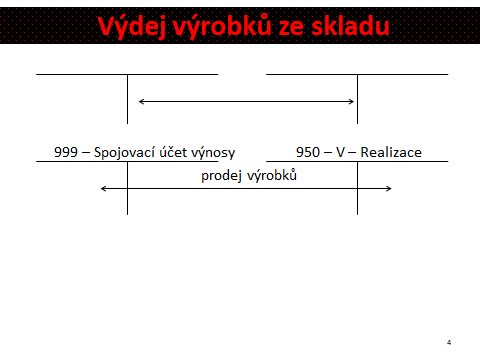 Výdej výrobků ze skladu
999 – Spojovací účet výnosy
950 – V – Realizace
prodej výrobků
4